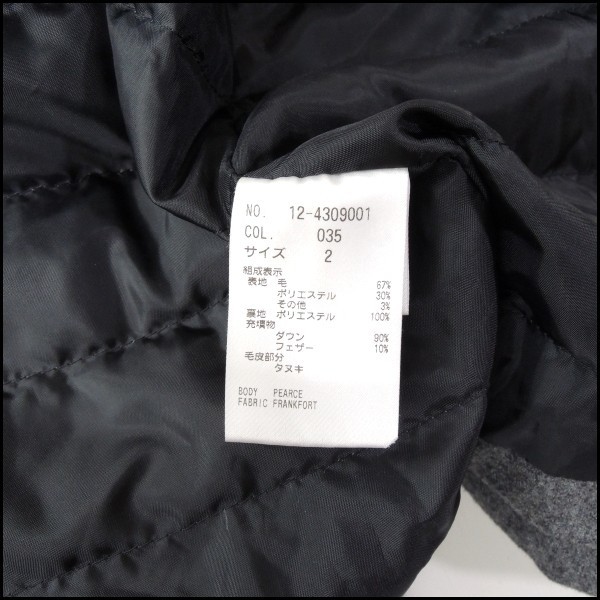 NO. 12-4309001
COL. 035
サイズ 2
組成表示
表地 毛 67%
ポリエステル 30%
その他 3%
裏地 ポリエステル 100%
充填物
ダウン 90%
フェザー 10%
毛皮部分
タヌキ
BODY PEARCE
FABRIC FRANKFORT